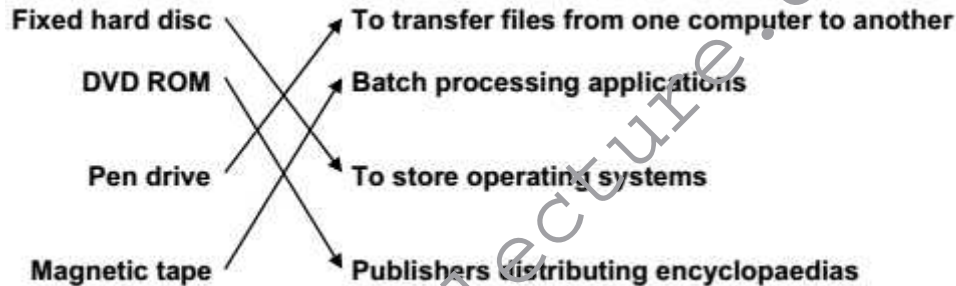 Fixed hard disc To transfer files from one computer to another
DVD ROM Batch processing applications
Pen drive To store operating systems
Magnetic tape Publishers distributing encyclopaedias
ecture.